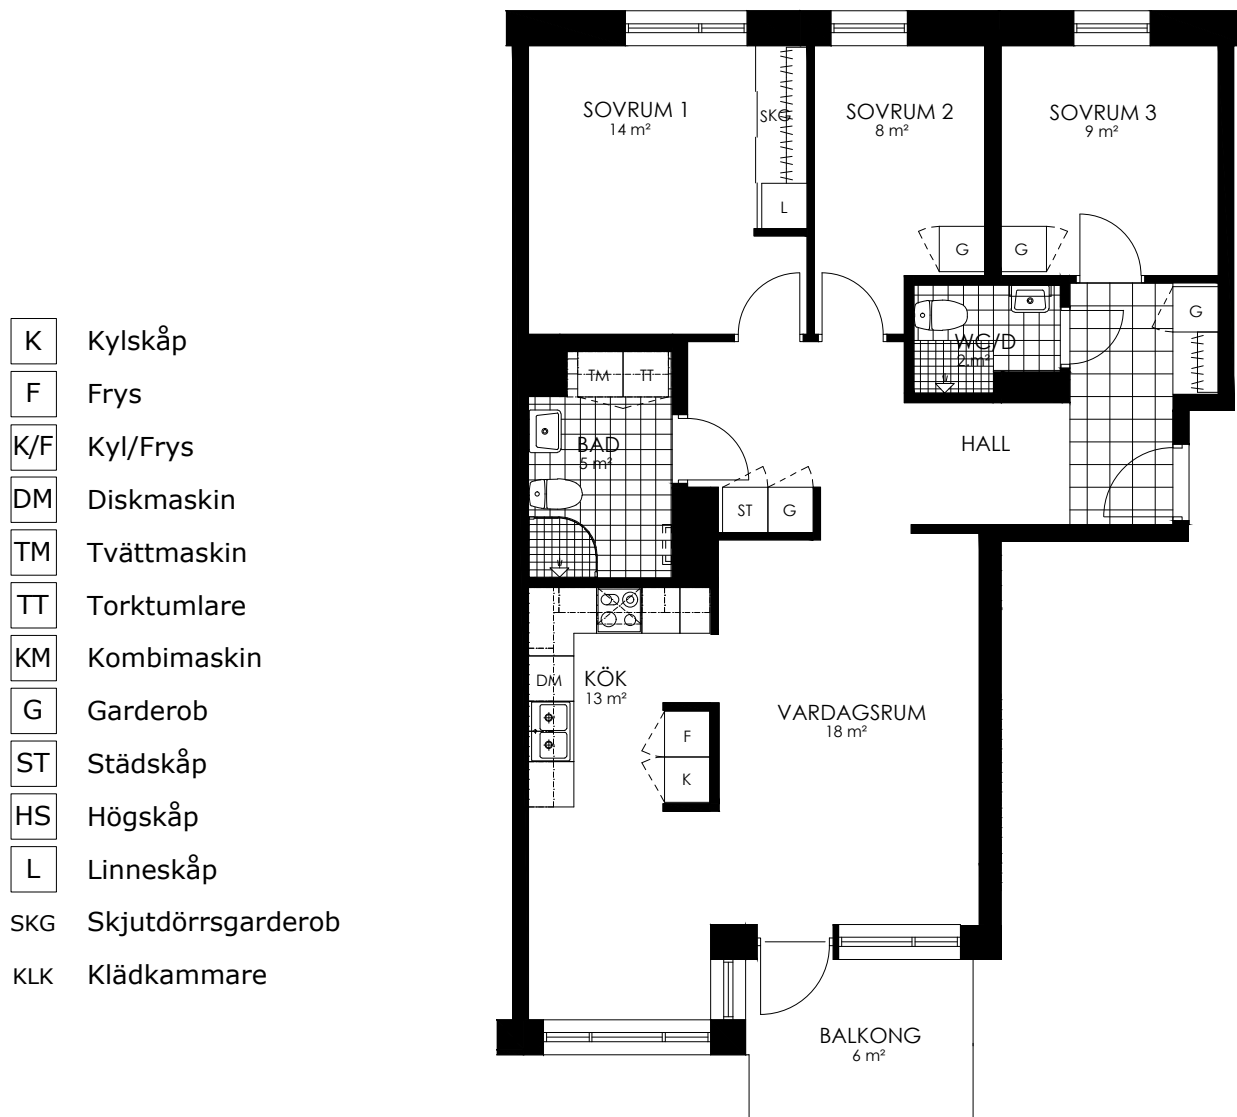 K Kylskåp
F Frys
K/F Kyl/Frys
DM Diskmaskin
TM Tvättmaskin
TT Torktumlare
KM Kombimaskin
G Garderob
ST Städskåp
HS Högskåp
L Linneskåp
SKG Skjutdörrsgarderob
KLK Klädkammare
SOVRUM 1
14 m²
SKG
L
SOVRUM 2
8 m²
G
SOVRUM 3
9 m²
G
G
WC/D
2 m²
TM
TT
BAD
5 m²
HALL
ST
G
DM
KÖK
13 m²
F
K
VARDAGSRUM
18 m²
BALKONG
6 m²